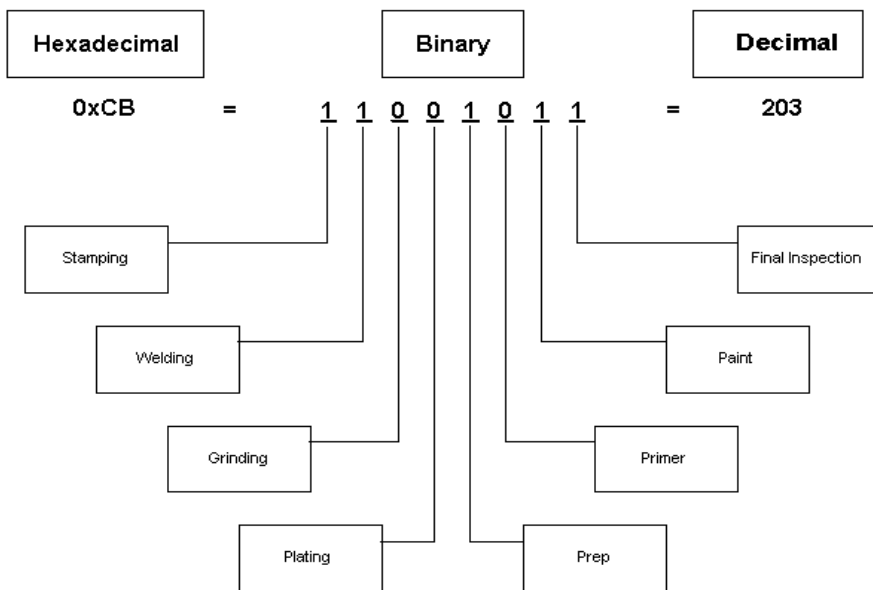 Hexadecimal Binary Decimal
0xCB = 1 1 0 0 1 0 1 1 = 203
Stamping Final Inspection
Welding Paint
Grinding Primer
Plating Prep